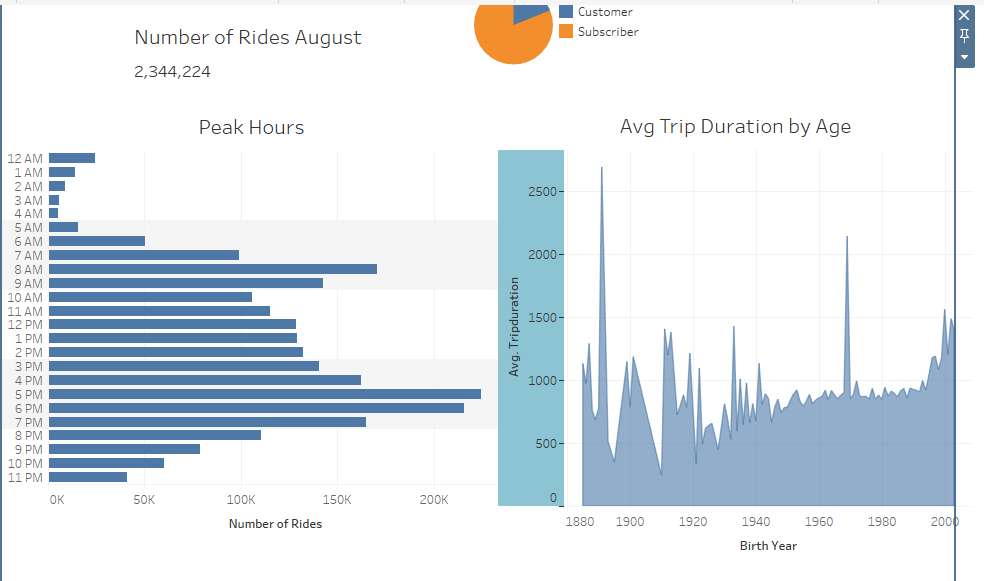 Customer
Subscriber
Number of Rides August
2,344,224
Peak Hours
12 AM
1 AM
2 AM
3 AM
4 AM
5 AM
6 AM
7 AM
8 AM
9 AM
10 AM
11 AM
12 PM
1 PM
2 PM
3 PM
4 PM
5 PM
6 PM
7 PM
8 PM
9 PM
10 PM
11 PM
0K 50K 100K 150K 200K
Number of Rides
Avg Trip Duration by Age
Avg. Tripduration
2500
2000
1500
1000
500
0
1880 1900 1920 1940 1960 1980 2000
Birth Year